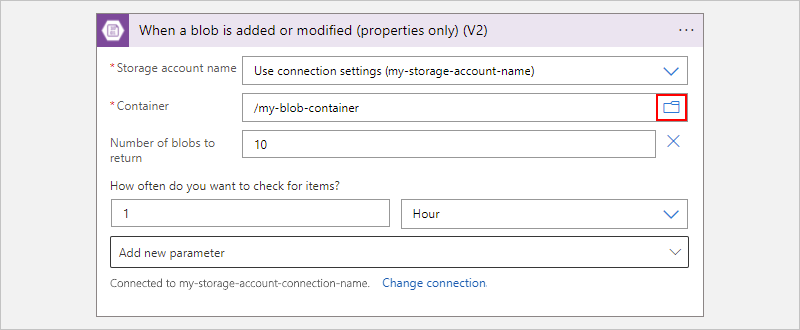 When a blob is added or modified (properties only) (V2)
* Storage account name
Use connection settings (my-storage-account-name)
* Container
/my-blob-container
Number of blobs to
return
10
How often do you want to check for items?
1
Hour
Add new parameter
Connected to my-storage-account-connection-name. Change connection.